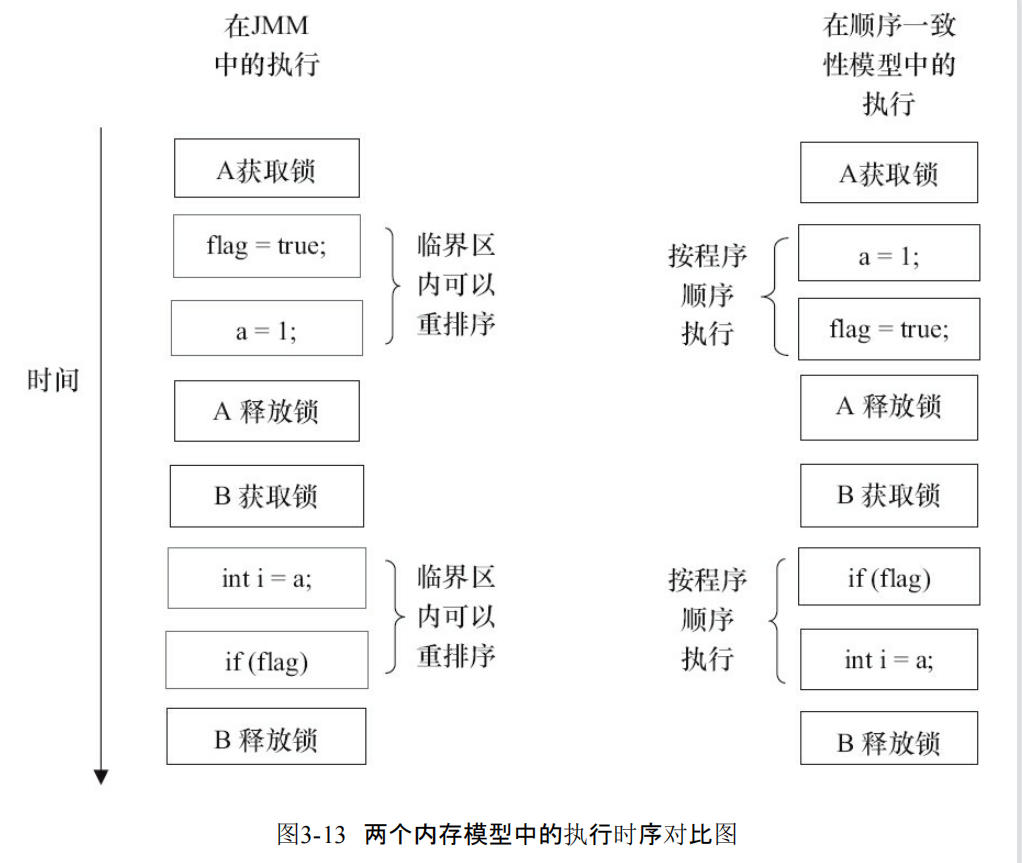 在JMM
中的执行
在顺序一致
性模型中的
执行
时间
A获取锁
flag = true;
a = 1;
临界区
内可以
重排序
A 释放锁
B 获取锁
int i = a;
if (flag)
临界区
内可以
重排序
B 释放锁
A获取锁
按程序
顺序
执行
a = 1;
flag = true;
A 释放锁
B 获取锁
按程序
顺序
执行
if (flag)
int i = a;
B 释放锁
图3-13 两个内存模型中的执行时序对比图